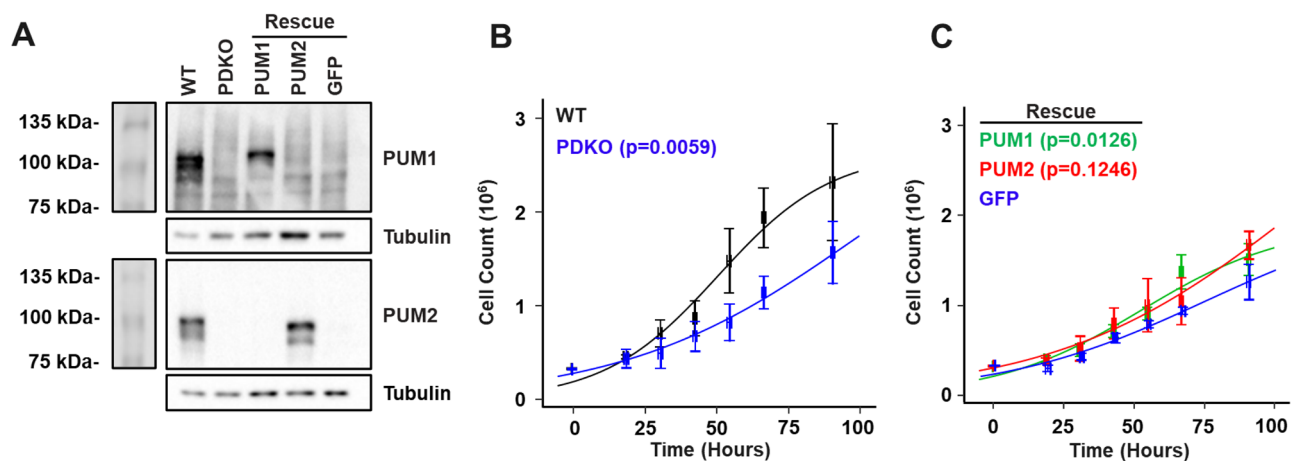 A
Rescue
WT
PDKO
PUM1
PUM2
GFP
135 kDa-
100 kDa-
75 kDa-
PUM1
Tubulin
135 kDa-
100 kDa-
75 kDa-
PUM2
Tubulin
B
WT
PDKO (p=0.0059)
Cell Count (10⁶)
3
2
1
0
0 25 50 75 100
Time (Hours)
C
Rescue
PUM1 (p=0.0126)
PUM2 (p=0.1246)
GFP
Cell Count (10⁶)
3
2
1
0
0 25 50 75 100
Time (Hours)